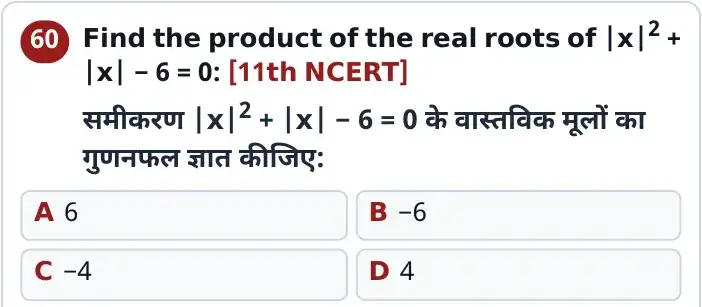 60 Find the product of the real roots of |x|² +
|x| − 6 = 0: [11th NCERT]
समीकरण |x|² + |x| − 6 = 0 के वास्तविक मूलों का
गुणनफल ज्ञात कीजिए:
A 6
B −6
C −4
D 4